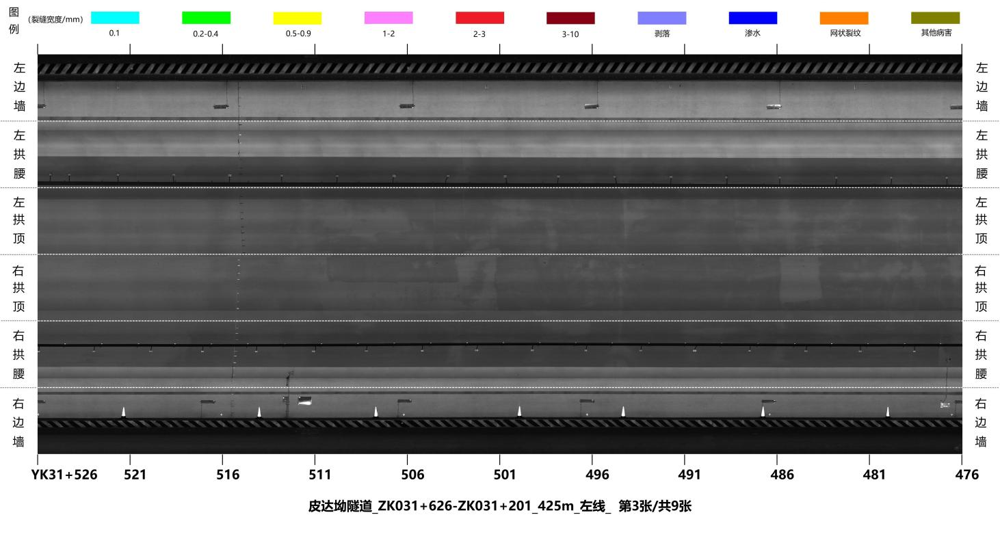 图例
(裂缝宽度/mm)
0.1
0.2-0.4
0.5-0.9
1-2
2-3
3-10
剥落
渗水
网状裂纹
其他病害
左边墙
左边墙
左拱腰
左拱腰
左拱顶
左拱顶
右拱顶
右拱顶
右拱腰
右拱腰
右边墙
右边墙
YK31+526 521 516 511 506 501 496 491 486 481 476
皮达坳隧道_ZK031+626-ZK031+201_425m_左线_ 第3张/共9张